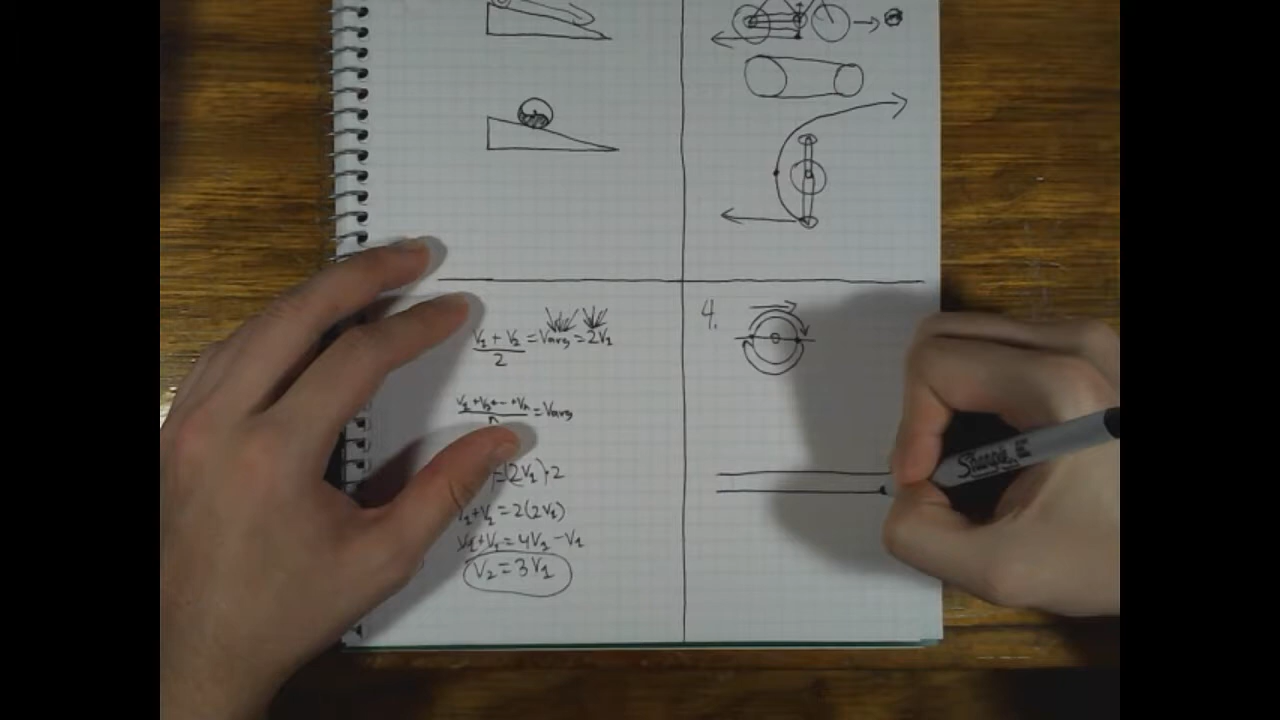 V₁ + V₂ / 2 = Vavg = 2V₁
V₁ + V₂ + ... + Vn / n = Vavg
=(2V₁)·2
V₁+V₂ = 2(2V₁)
V₂+V₁ = 4V₁ - V₁
V₂ = 3V₁
4.
Sharpie